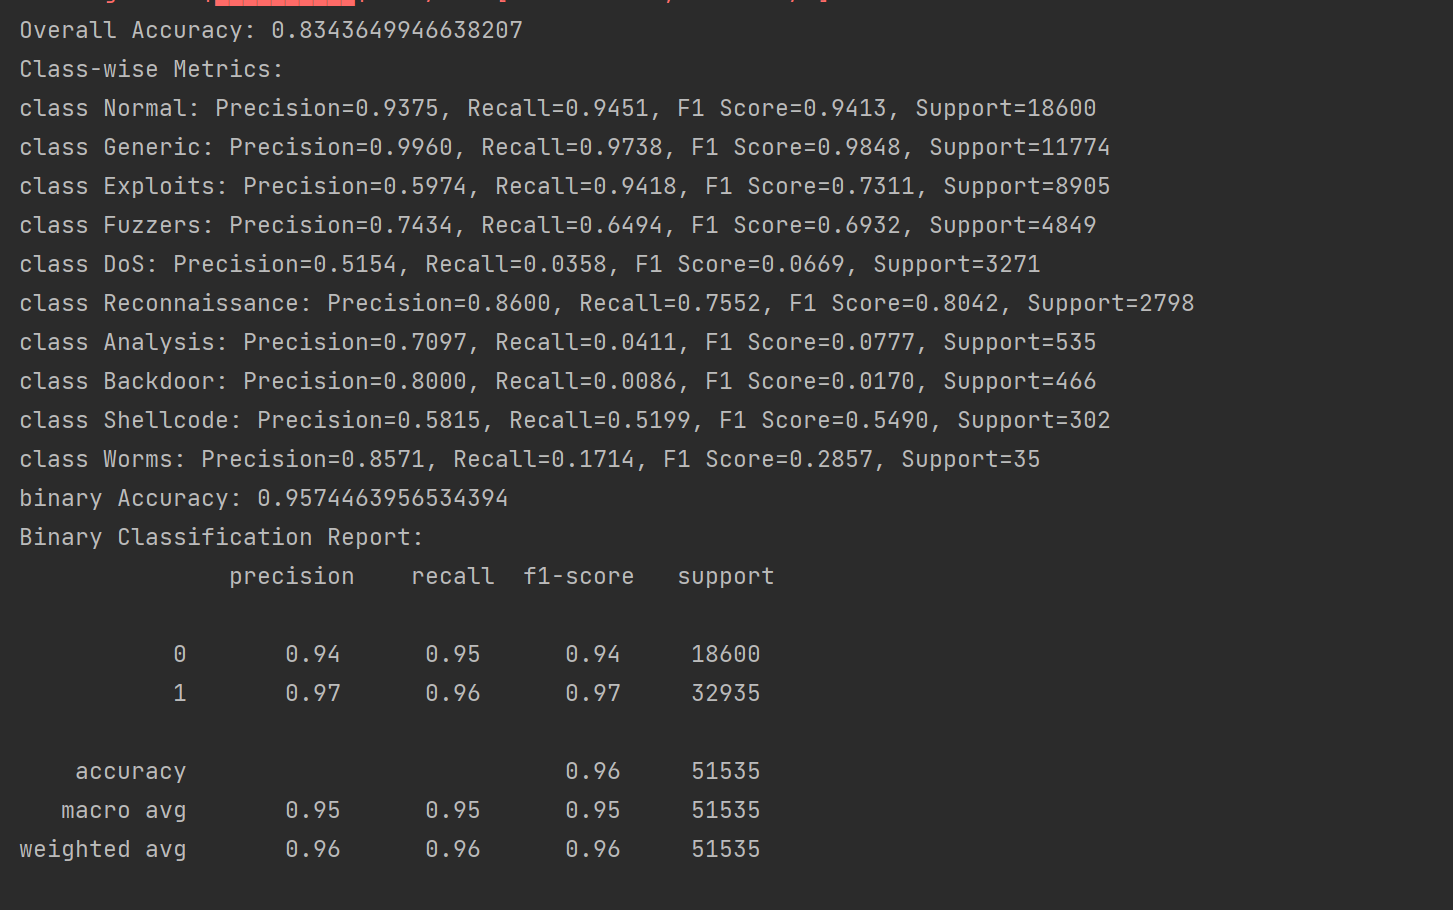 Overall Accuracy: 0.8343649946638207
Class-wise Metrics:
class Normal: Precision=0.9375, Recall=0.9451, F1 Score=0.9413, Support=18600
class Generic: Precision=0.9960, Recall=0.9738, F1 Score=0.9848, Support=11774
class Exploits: Precision=0.5974, Recall=0.9418, F1 Score=0.7311, Support=8905
class Fuzzers: Precision=0.7434, Recall=0.6494, F1 Score=0.6932, Support=4849
class DoS: Precision=0.5154, Recall=0.0358, F1 Score=0.0669, Support=3271
class Reconnaissance: Precision=0.8600, Recall=0.7552, F1 Score=0.8042, Support=2798
class Analysis: Precision=0.7097, Recall=0.0411, F1 Score=0.0777, Support=535
class Backdoor: Precision=0.8000, Recall=0.0086, F1 Score=0.0170, Support=466
class Shellcode: Precision=0.5815, Recall=0.5199, F1 Score=0.5490, Support=302
class Worms: Precision=0.8571, Recall=0.1714, F1 Score=0.2857, Support=35
binary Accuracy: 0.9574463956534394
Binary Classification Report:
precision recall f1-score support
0 0.94 0.95 0.94 18600
1 0.97 0.96 0.97 32935
accuracy 0.96 51535
macro avg 0.95 0.95 0.95 51535
weighted avg 0.96 0.96 0.96 51535